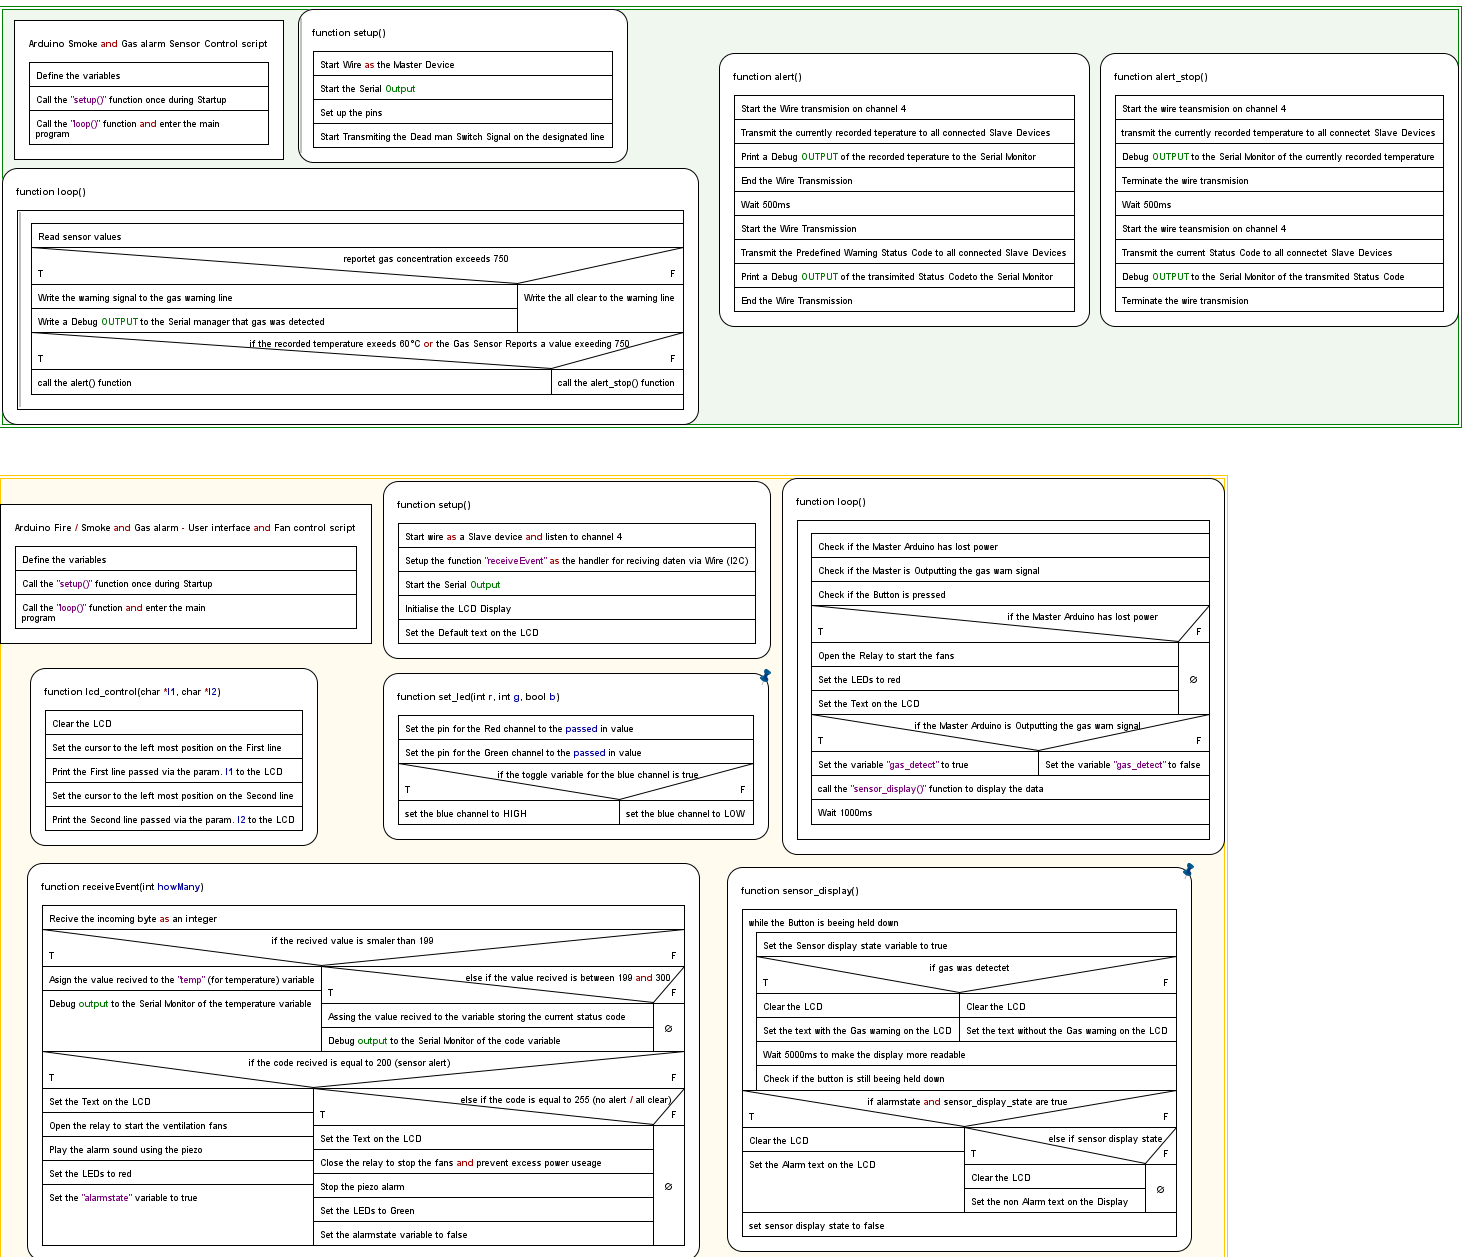 Arduino Smoke and Gas alarm Sensor Control script
Define the variables
Call the "setup()" function once during Startup
Call the "loop()" function and enter the main
program
function setup()
Start Wire as the Master Device
Start the Serial Output
Set up the pins
Start Transmiting the Dead man Switch Signal on the designated line
function loop()
Read sensor values
reportet gas concentration exceeds 750
T
F
Write the warning signal to the gas warning line
Write the all clear to the warning line
Write a Debug OUTPUT to the Serial manager that gas was detected
if the recorded temperature exeeds 60°C or the Gas Sensor Reports a value exeeding 750
T
F
call the alert() function
call the alert_stop() function
function alert()
Start the Wire transmision on channel 4
Transmit the currently recorded teperature to all connected Slave Devices
Print a Debug OUTPUT of the recorded teperature to the Serial Monitor
End the Wire Transmission
Wait 500ms
Start the Wire Transmission
Transmit the Predefined Warning Status Code to all connected Slave Devices
Print a Debug OUTPUT of the transimited Status Codeto the Serial Monitor
End the Wire Transmission
function alert_stop()
Start the wire teansmision on channel 4
transmit the currently recorded temperature to all connectet Slave Devices
Debug OUTPUT to the Serial Monitor of the currently recorded temperature
Terminate the wire transmision
Wait 500ms
Start the wire teansmision on channel 4
Transmit the current Status Code to all connectet Slave Devices
Debug OUTPUT to the Serial Monitor of the transmited Status Code
Terminate the wire transmision
Arduino Fire / Smoke and Gas alarm - User interface and Fan control script
Define the variables
Call the "setup()" function once during Startup
Call the "loop()" function and enter the main
program
function setup()
Start wire as a Slave device and listen to channel 4
Setup the function "receiveEvent" as the handler for reciving daten via Wire (I2C)
Start the Serial Output
Initialise the LCD Display
Set the Default text on the LCD
function loop()
Check if the Master Arduino has lost power
Check if the Master is Outputting the gas warn signal
Check if the Button is pressed
if the Master Arduino has lost power
T
F
Open the Relay to start the fans
Set the LEDs to red
Set the Text on the LCD
∅
if the Master Arduino is Outputting the gas warn signal
T
F
Set the variable "gas_detect" to true
Set the variable "gas_detect" to false
call the "sensor_display()" function to display the data
Wait 1000ms
function lcd_control(char *l1, char *l2)
Clear the LCD
Set the cursor to the left most position on the First line
Print the First line passed via the param. l1 to the LCD
Set the cursor to the left most position on the Second line
Print the Second line passed via the param. l2 to the LCD
function set_led(int r, int g, bool b)
Set the pin for the Red channel to the passed in value
Set the pin for the Green channel to the passed in value
if the toggle variable for the blue channel is true
T
F
set the blue channel to HIGH
set the blue channel to LOW
function receiveEvent(int howMany)
Recive the incoming byte as an integer
if the recived value is smaler than 199
T
F
Asign the value recived to the "temp" (for temperature) variable
Debug output to the Serial Monitor of the temperature variable
else if the value recived is between 199 and 300
T
F
Assing the value recived to the variable storing the current status code
Debug output to the Serial Monitor of the code variable
∅
if the code recived is equal to 200 (sensor alert)
T
F
Set the Text on the LCD
Open the relay to start the ventilation fans
Play the alarm sound using the piezo
Set the LEDs to red
Set the "alarmstate" variable to true
else if the code is equal to 255 (no alert / all clear)
T
F
Set the Text on the LCD
Close the relay to stop the fans and prevent excess power useage
Stop the piezo alarm
Set the LEDs to Green
Set the alarmstate variable to false
∅
function sensor_display()
while the Button is beeing held down
Set the Sensor display state variable to true
if gas was detectet
T
F
Clear the LCD
Clear the LCD
Set the text with the Gas warning on the LCD
Set the text without the Gas warning on the LCD
Wait 5000ms to make the display more readable
Check if the button is still beeing held down
if alarmstate and sensor_display_state are true
T
F
Clear the LCD
Set the Alarm text on the LCD
else if sensor display state
T
F
Clear the LCD
Set the non Alarm text on the Display
∅
set sensor display state to false